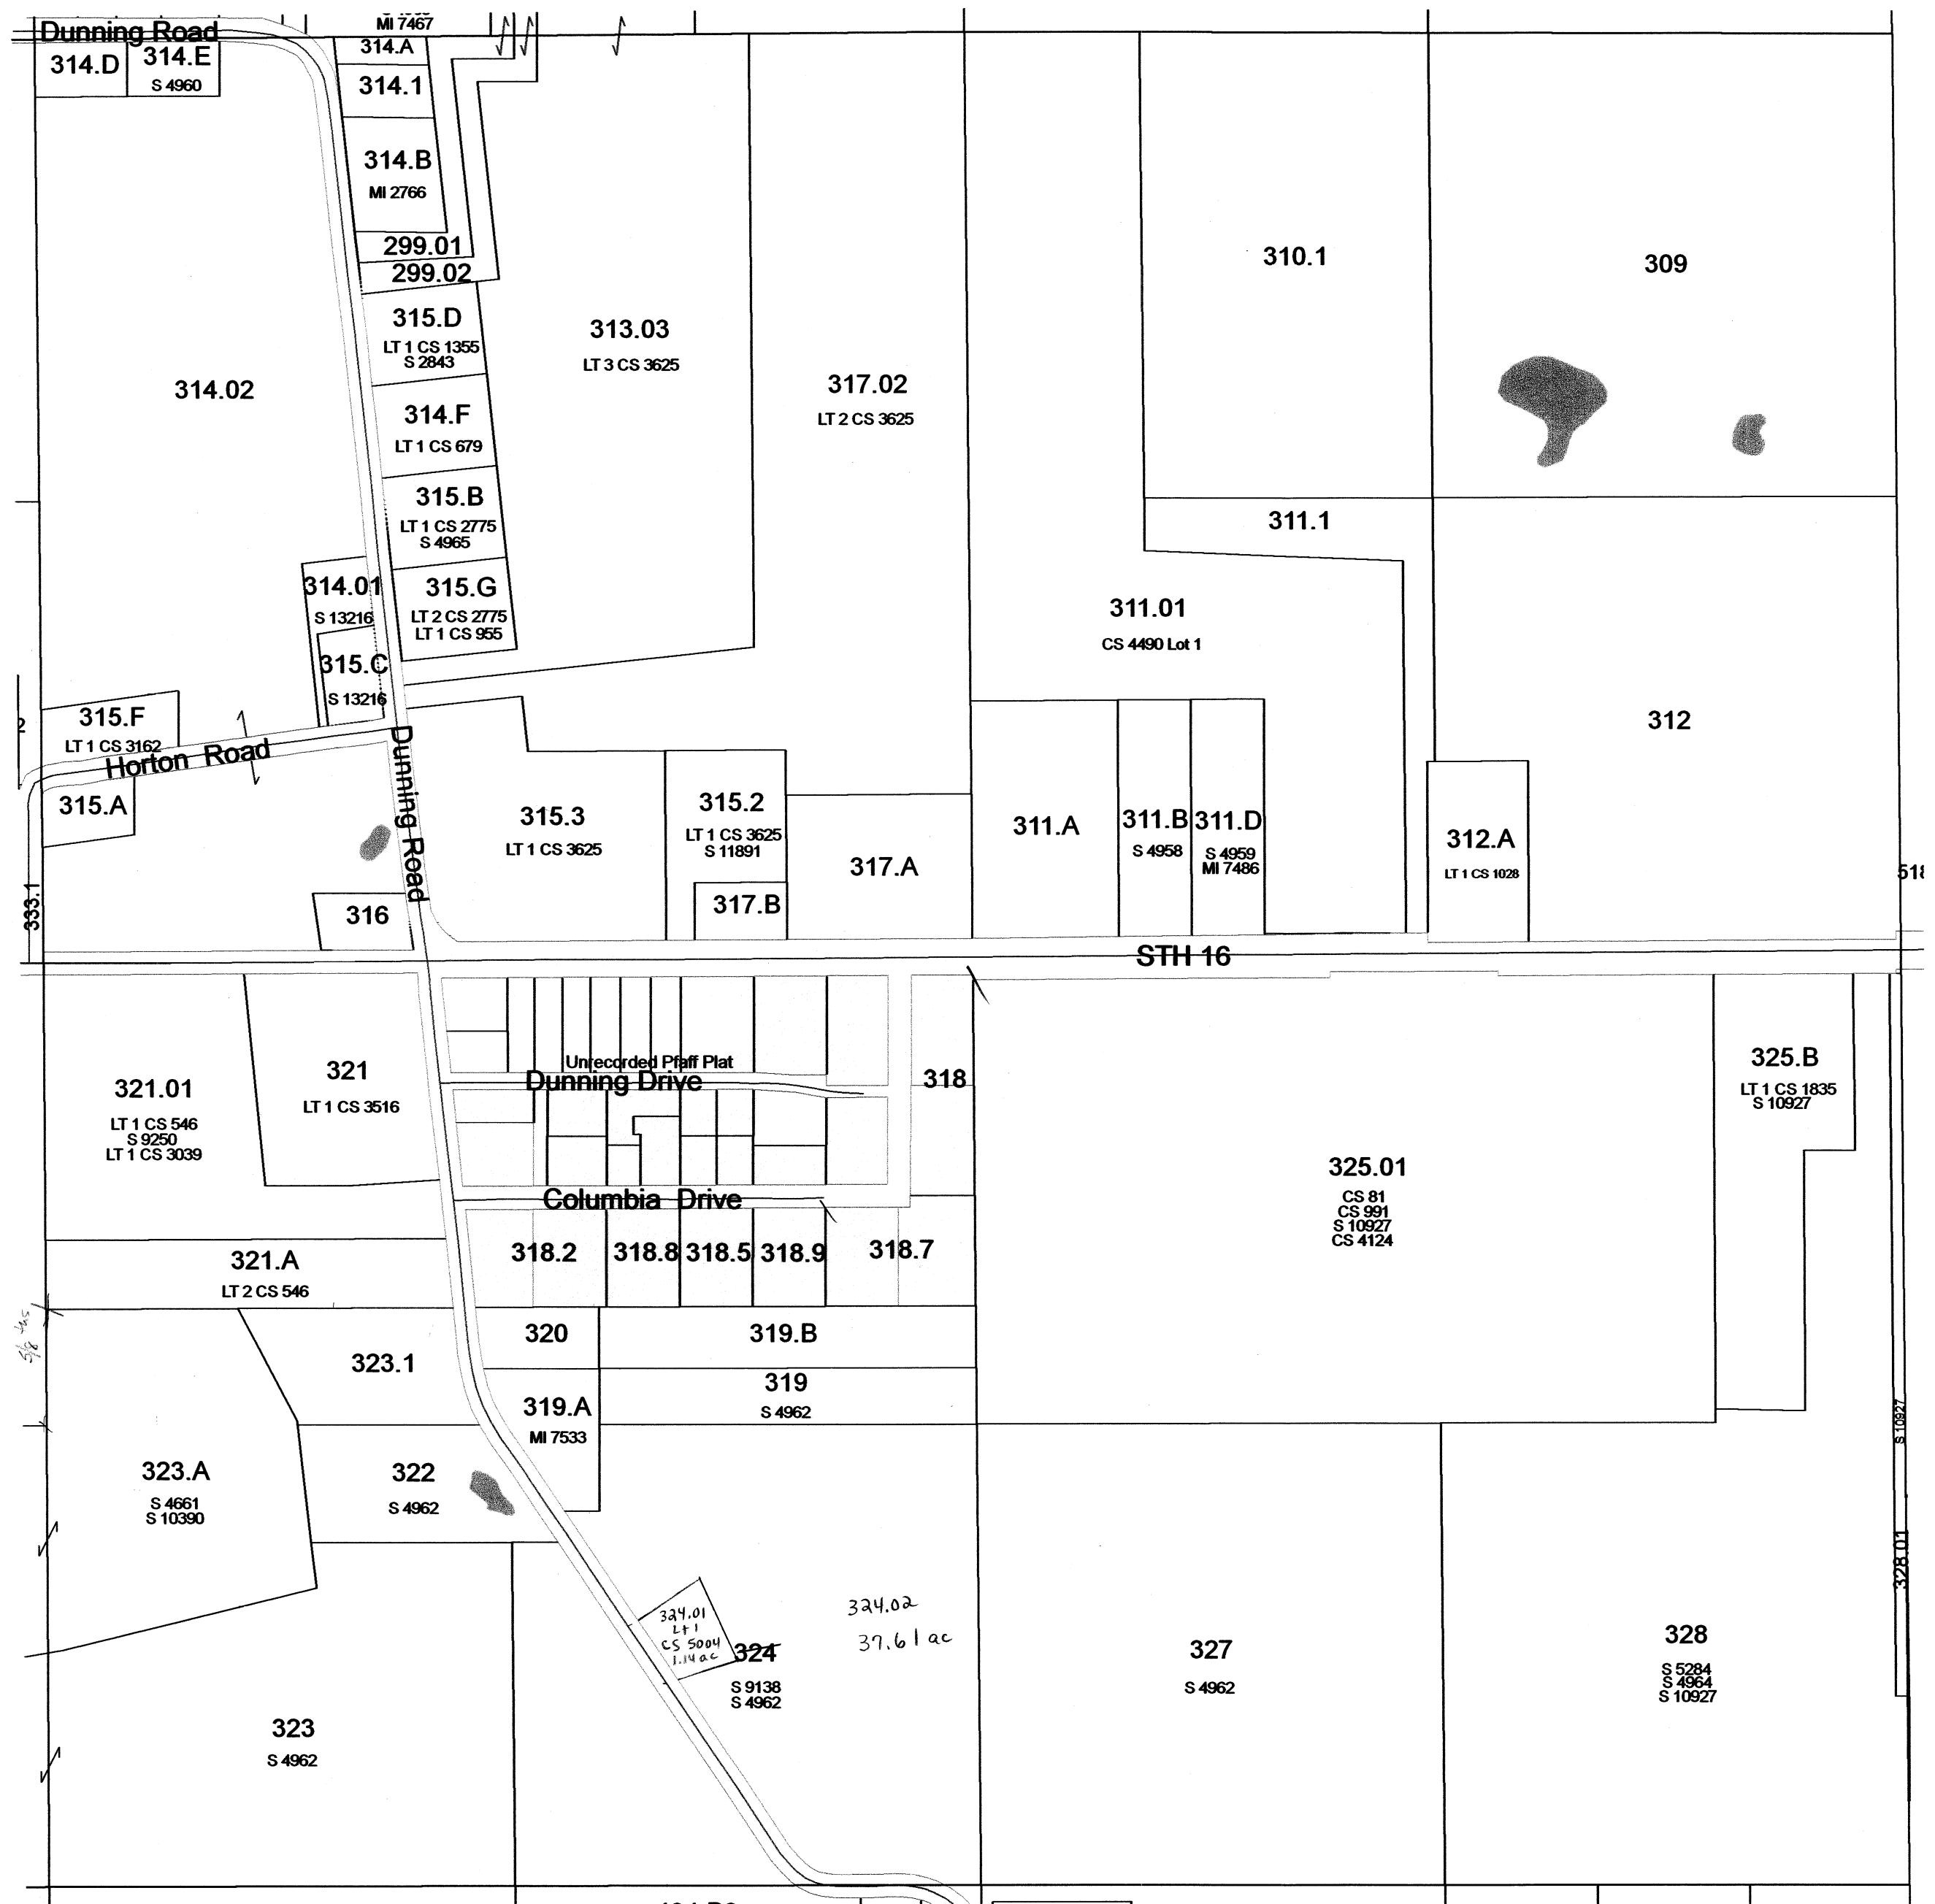 MI 7467
Dunning Road
314.A
314.D
314.E
S 4960
314.1
314.B
MI 2766
299.01
299.02
310.1
309
315.D
LT 1 CS 1355
S 2843
313.03
LT 3 CS 3625
314.02
317.02
LT 2 CS 3625
314.F
LT 1 CS 679
315.B
LT 1 CS 2775
S 4965
311.1
314.01
S 13216
315.G
LT 2 CS 2775
LT 1 CS 955
311.01
CS 4490 Lot 1
315.C
S 13216
315.F
LT 1 CS 3162
2
312
Horton Road
Dunning Road
315.A
315.3
LT 1 CS 3625
315.2
LT 1 CS 3625
S 11891
317.A
311.A
311.B
S 4958
311.D
S 4959
MI 7486
312.A
LT 1 CS 1028
518
333.1
316
317.B
STH 16
321.01
LT 1 CS 546
S 9250
LT 1 CS 3039
321
LT 1 CS 3516
Unrecorded Pfaff Plat
Dunning Drive
318
325.B
LT 1 CS 1835
S 10927
325.01
CS 81
CS 991
S 10927
CS 4124
Columbia Drive
321.A
LT 2 CS 546
318.2
318.8
318.5
318.9
318.7
320
319.B
323.1
319
S 4962
319.A
MI 7533
S 10927
323.A
S 4661
S 10390
322
S 4962
328.01
324.01
Lt 1
CS 5004
1.14 ac
324
S 9138
S 4962
324.02
37.61 ac
327
S 4962
328
S 5284
S 4964
S 10927
323
S 4962